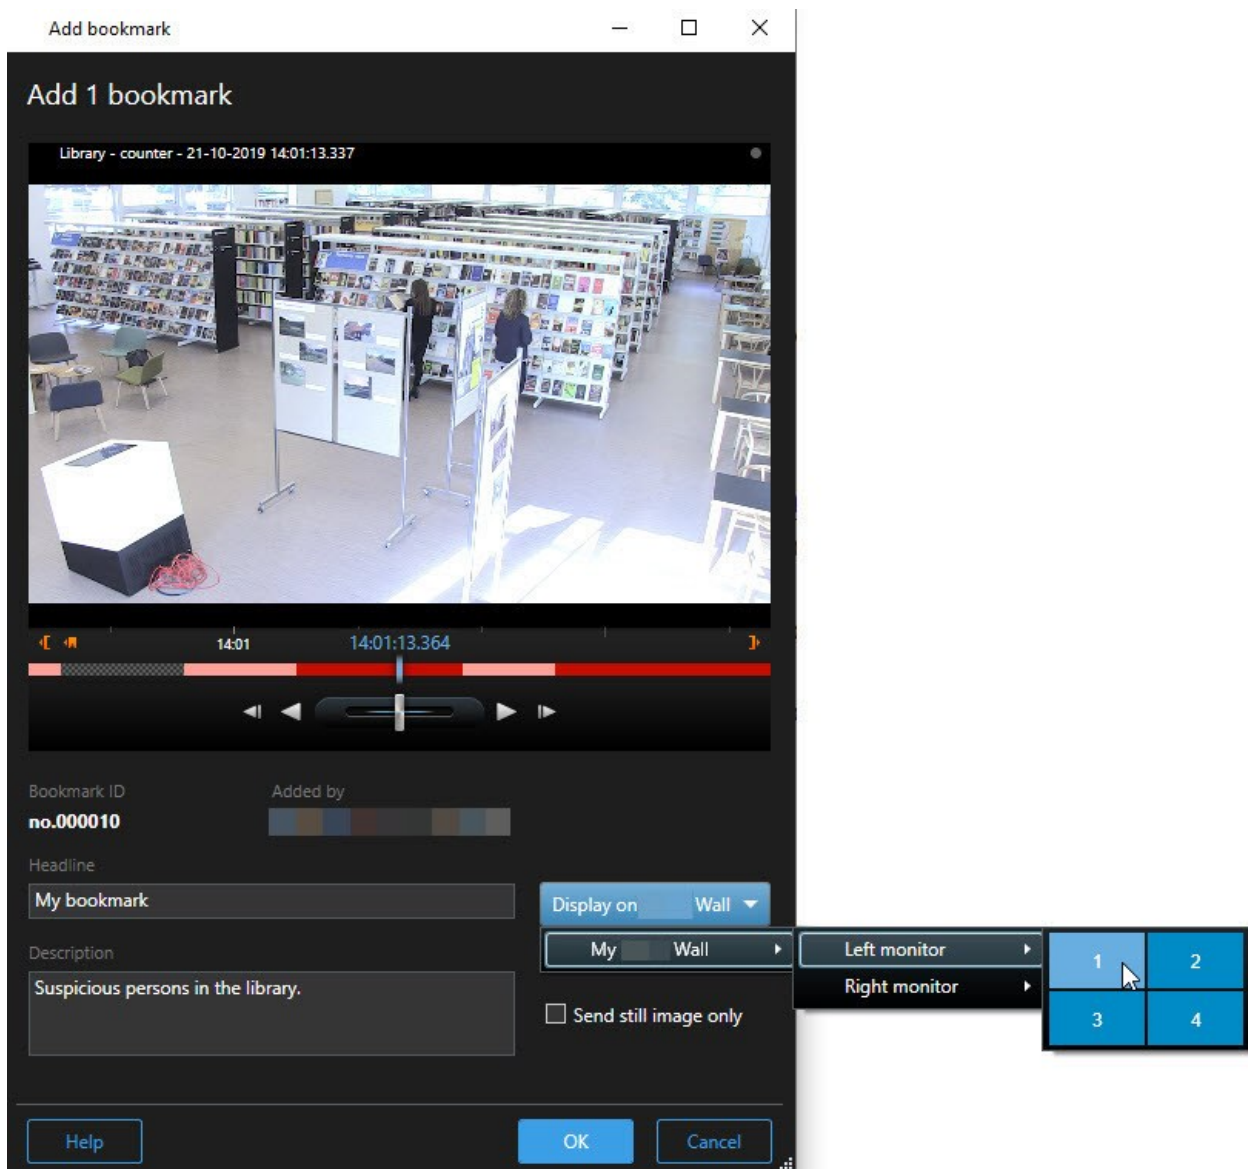 Add bookmark
Add 1 bookmark
Library - counter - 21-10-2019 14:01:13.337
14:01
14:01:13.364
Bookmark ID
Added by
no.000010
Headline
My bookmark
Display on Wall
My Wall
Left monitor
Right monitor
1
2
3
4
Description
Suspicious persons in the library.
Send still image only
Help
OK
Cancel